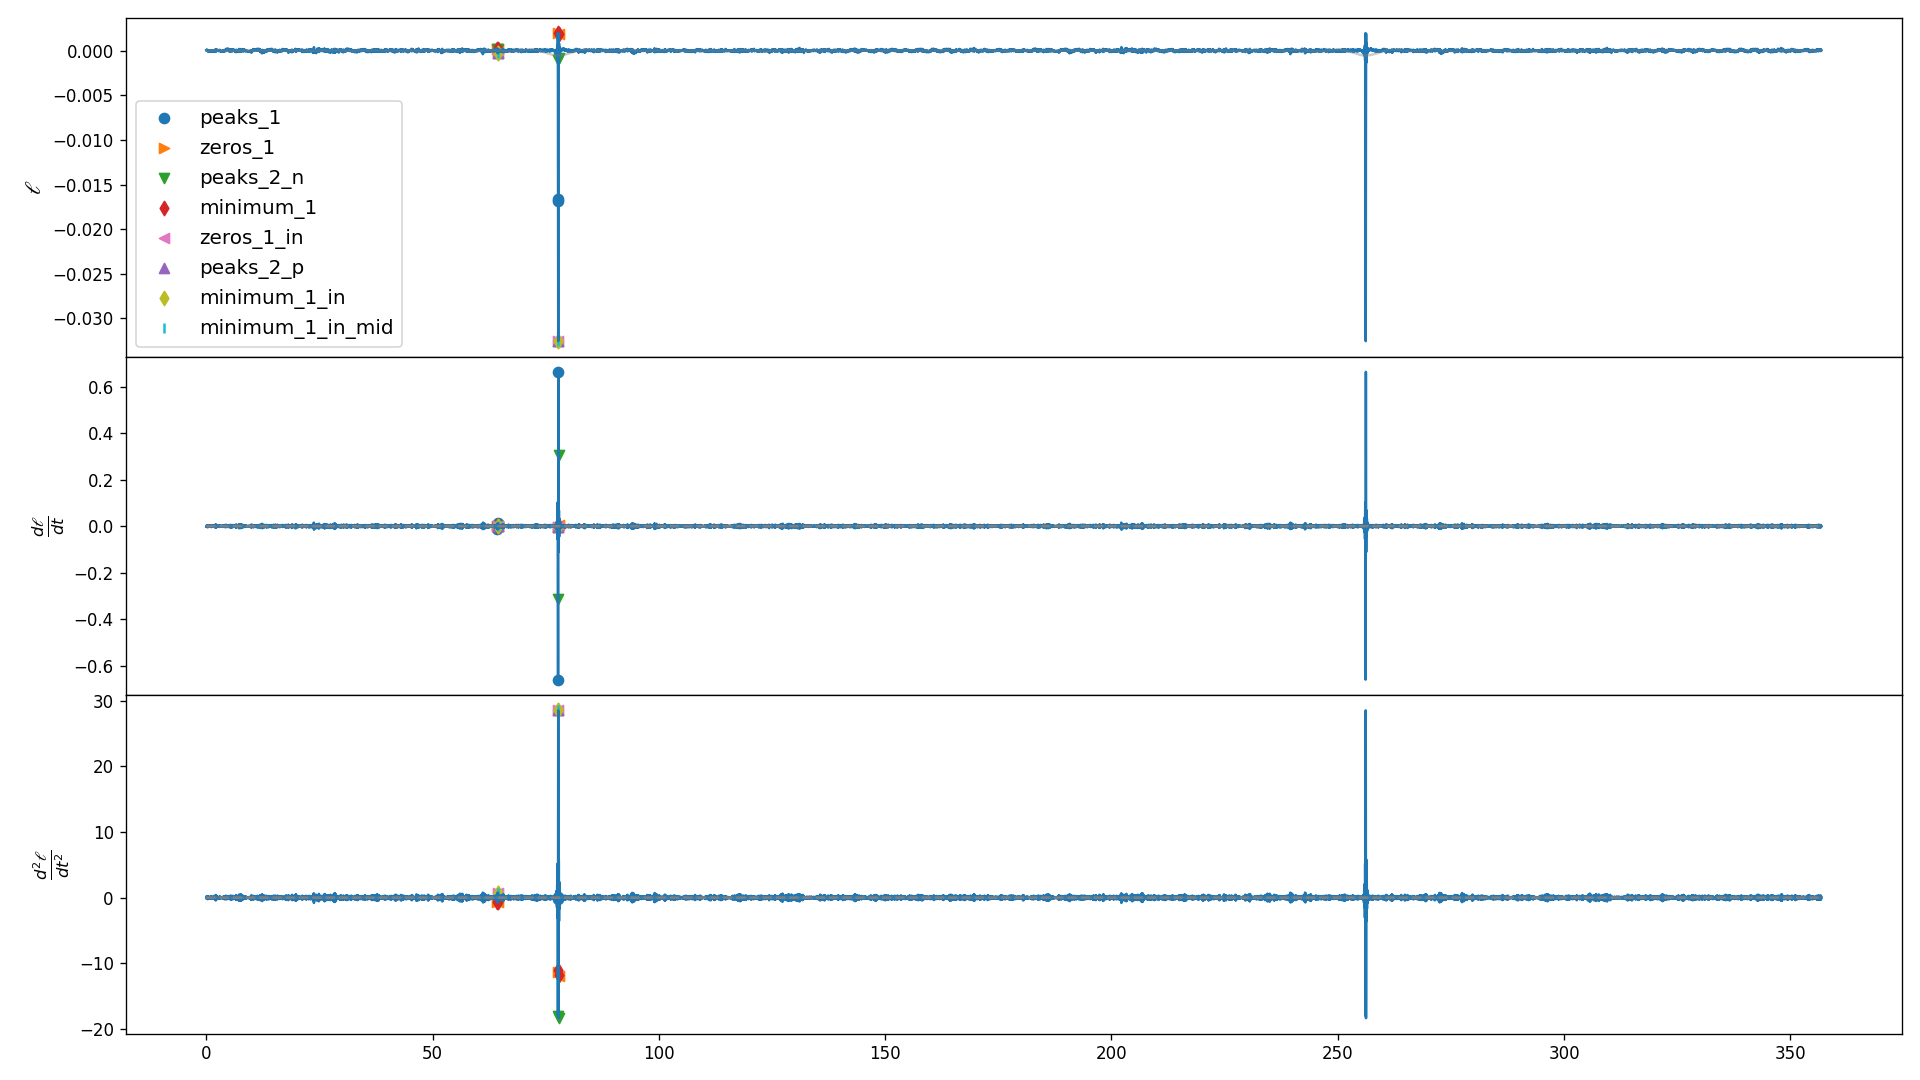 0.000
−0.005
−0.010
−0.015
−0.020
−0.025
−0.030
ℓ
peaks_1
zeros_1
peaks_2_n
minimum_1
zeros_1_in
peaks_2_p
minimum_1_in
minimum_1_in_mid
0.6
0.4
0.2
0.0
−0.2
−0.4
−0.6
dℓ
dt
30
20
10
0
−10
−20
d²ℓ
dt²
0 50 100 150 200 250 300 350